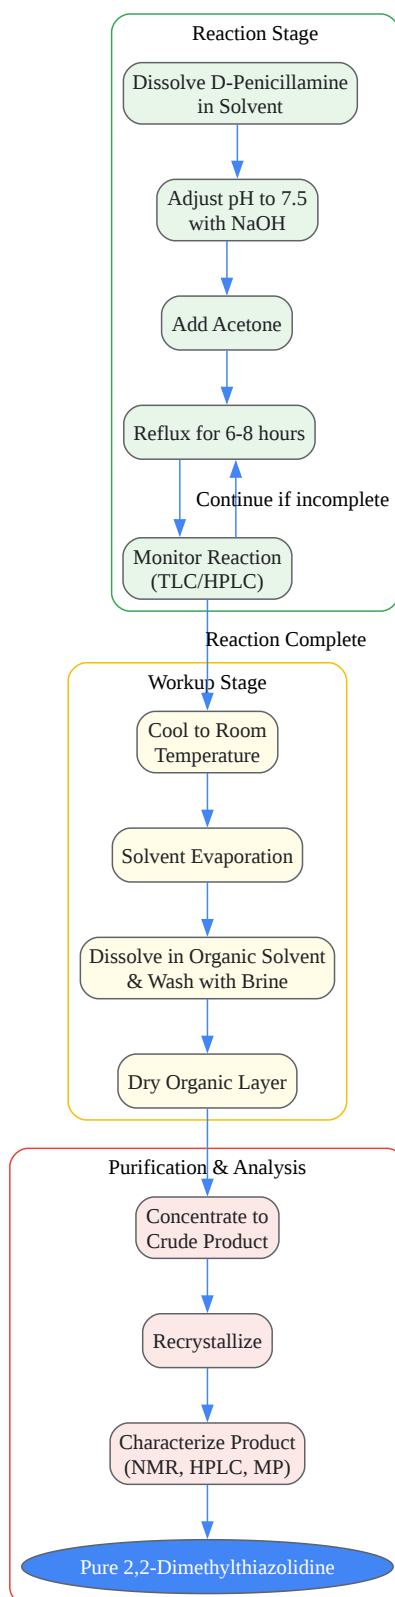 Reaction Stage
Dissolve D-Penicillamine
in Solvent
Adjust pH to 7.5
with NaOH
Add Acetone
Reflux for 6-8 hours
Continue if incomplete
Monitor Reaction
(TLC/HPLC)
Reaction Complete
Workup Stage
Cool to Room
Temperature
Solvent Evaporation
Dissolve in Organic Solvent
& Wash with Brine
Dry Organic Layer
Purification & Analysis
Concentrate to
Crude Product
Recrystallize
Characterize Product
(NMR, HPLC, MP)
Pure 2,2-Dimethylthiazolidine